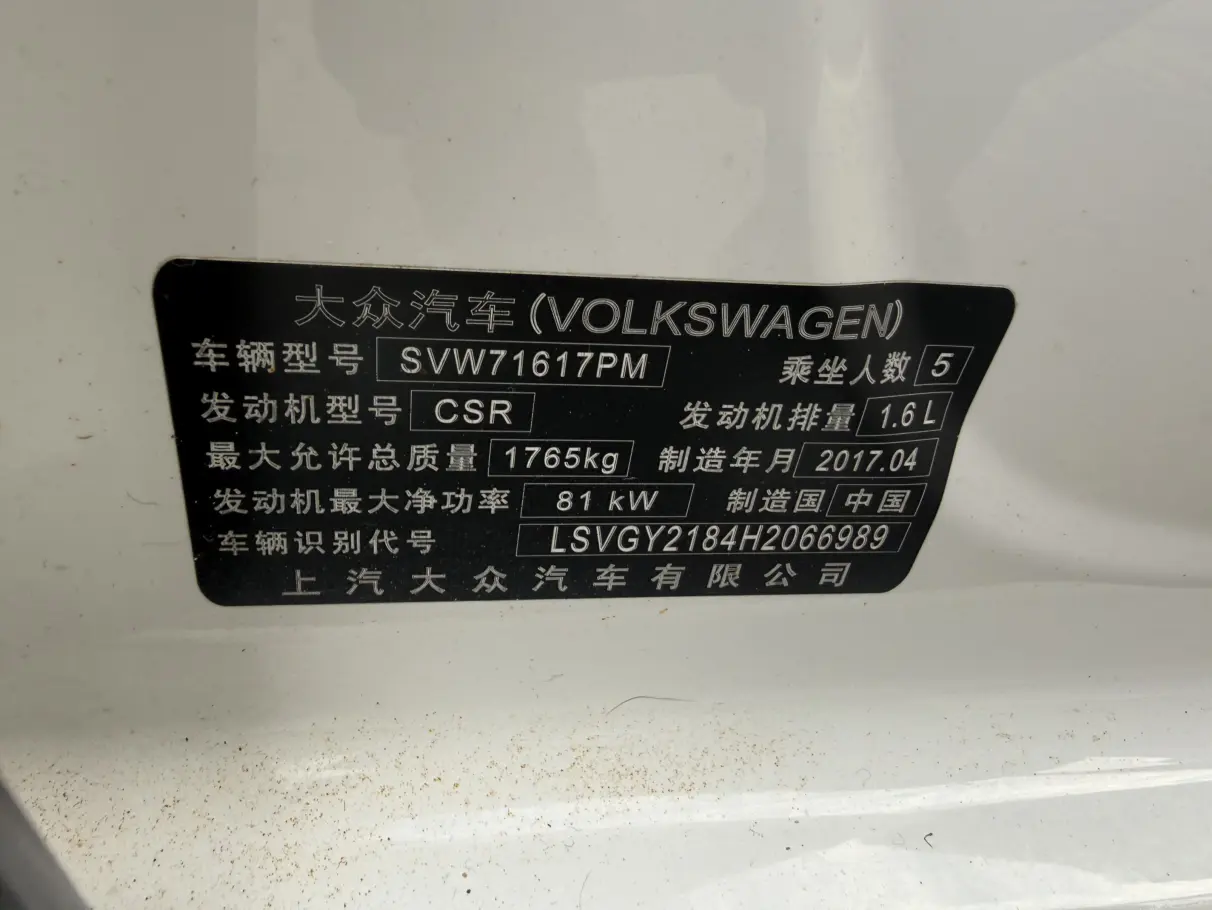 大众汽车(VOLKSWAGEN)
车辆型号 SVW71617PM 乘坐人数 5
发动机型号 CSR 发动机排量 1.6 L
最大允许总质量 1765kg 制造年月 2017.04
发动机最大净功率 81 kW 制造国 中国
车辆识别代号 LSVGY2184H2066989
上汽大众汽车有限公司